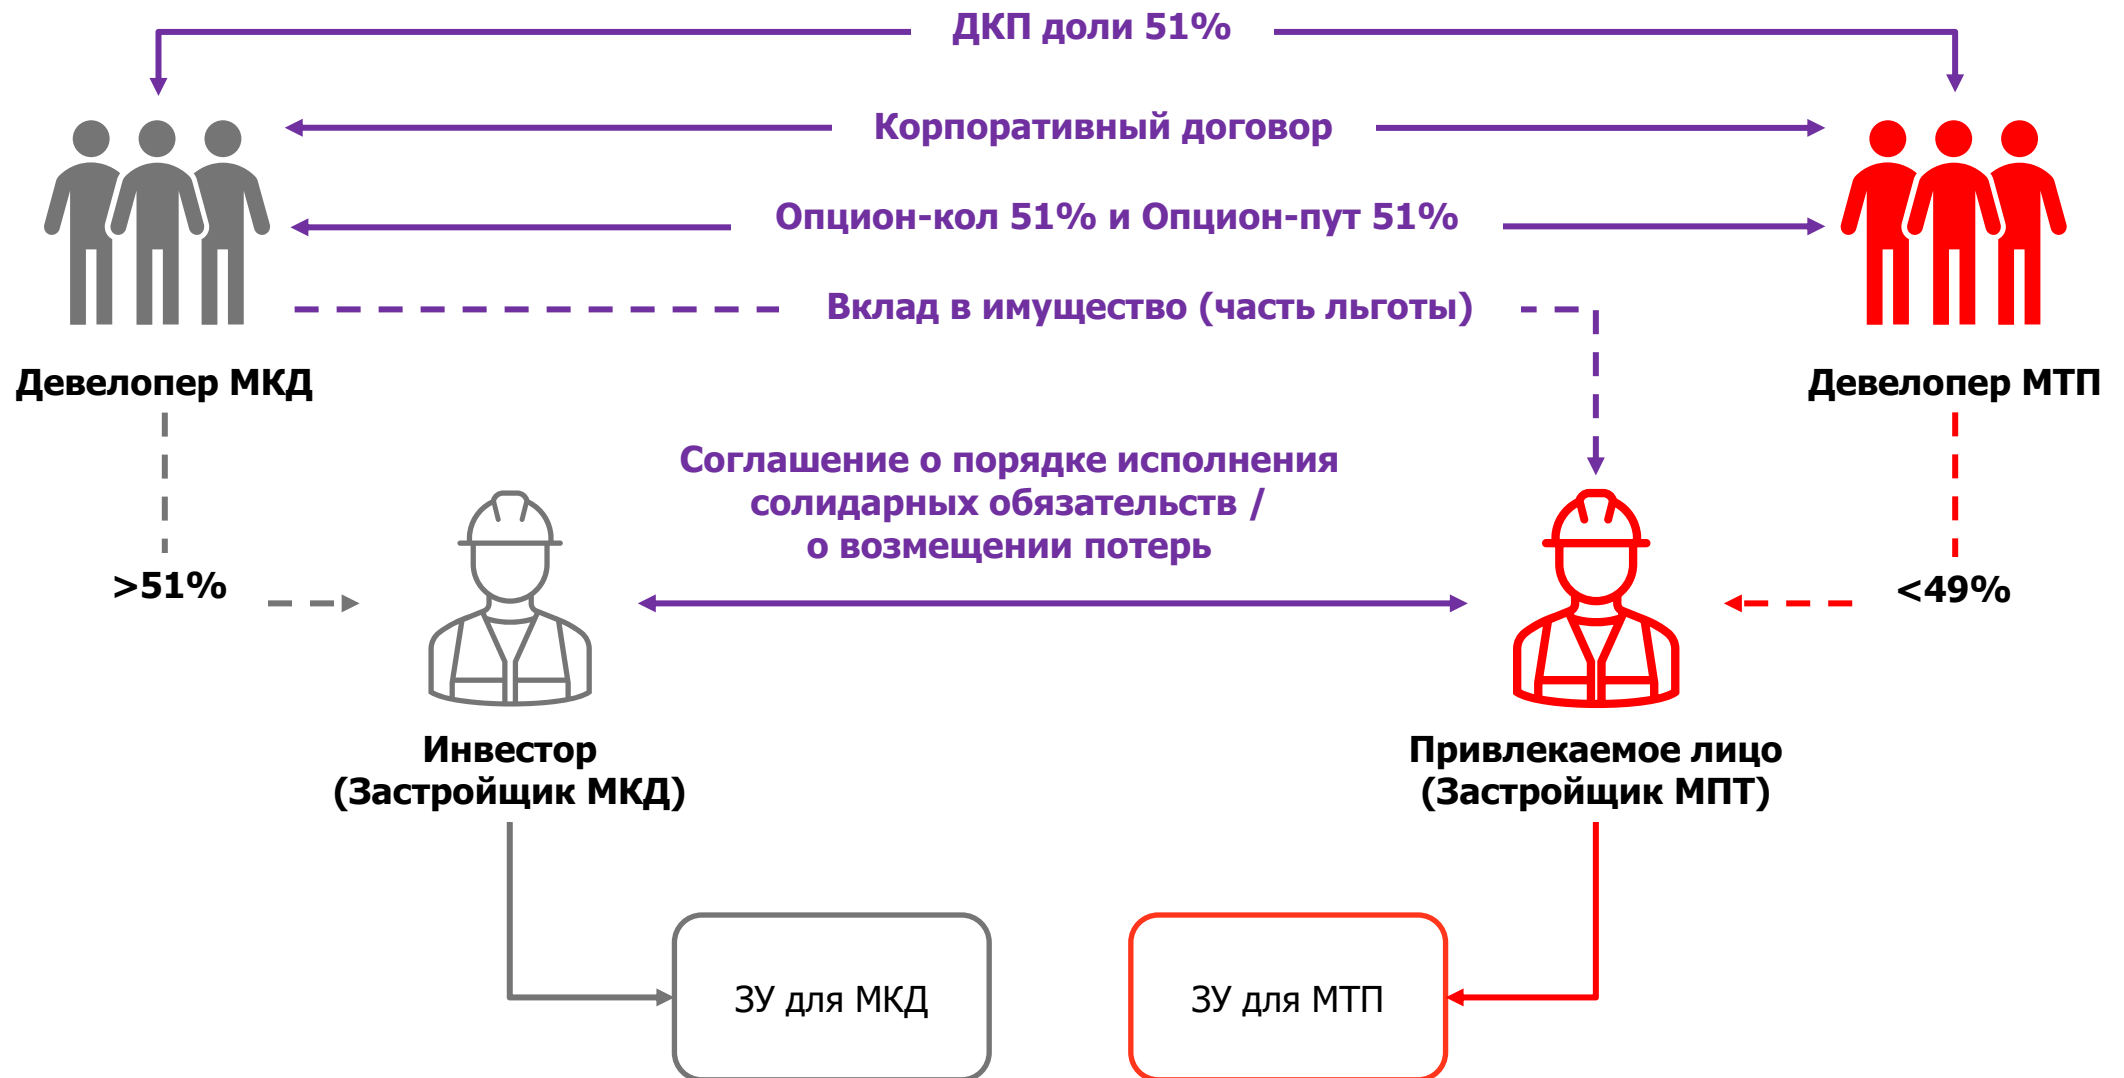 ДКП доли 51%
Корпоративный договор
Опцион-кол 51% и Опцион-пут 51%
Вклад в имущество (часть льготы)
Девелопер МКД
Девелопер МТП
Соглашение о порядке исполнения
солидарных обязательств /
о возмещении потерь
>51%
<49%
Инвестор
(Застройщик МКД)
Привлекаемое лицо
(Застройщик МПТ)
ЗУ для МКД
ЗУ для МТП